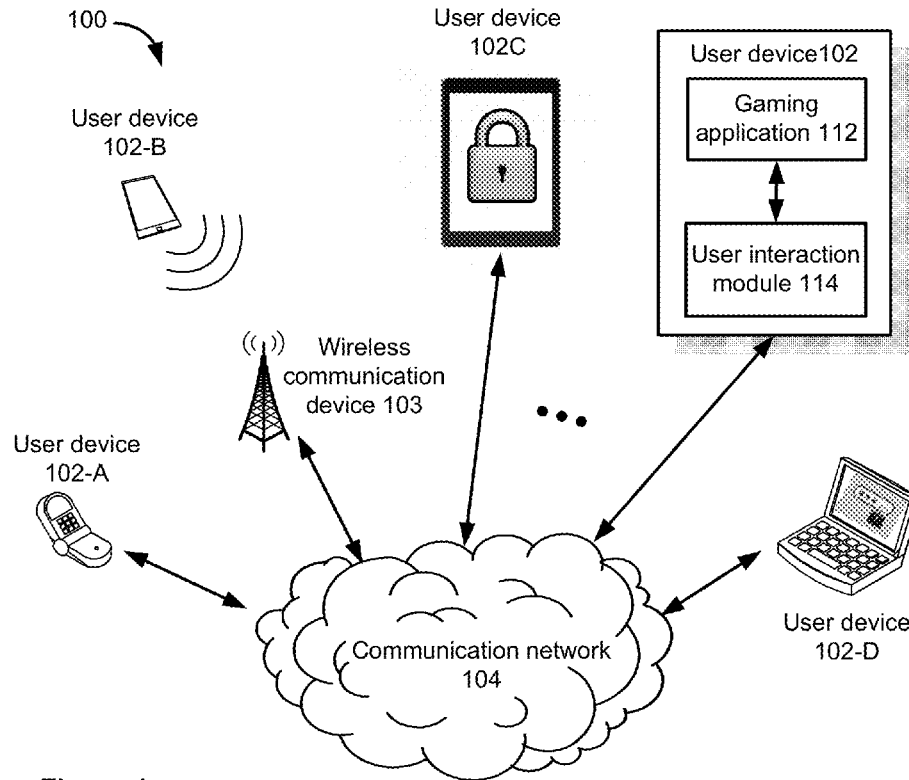 100
User device
102C
User device102
Gaming
application 112
User interaction
module 114
User device
102-B
Wireless
communication
device 103
User device
102-A
User device
102-D
Communication network
104